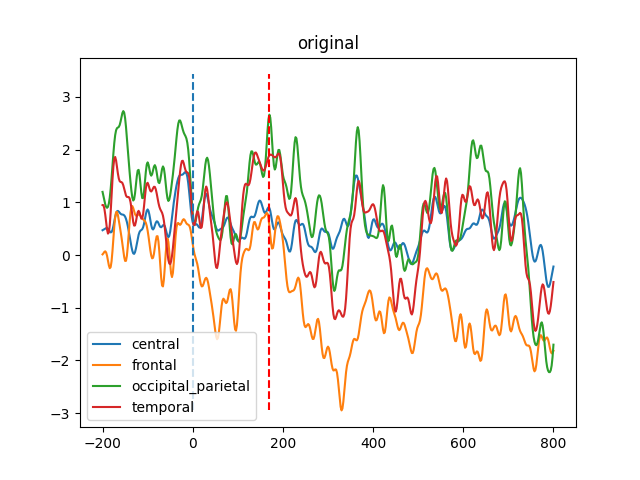 original
3
2
1
0
−1
−2
−3
central
frontal
occipital_parietal
temporal
−200
0
200
400
600
800